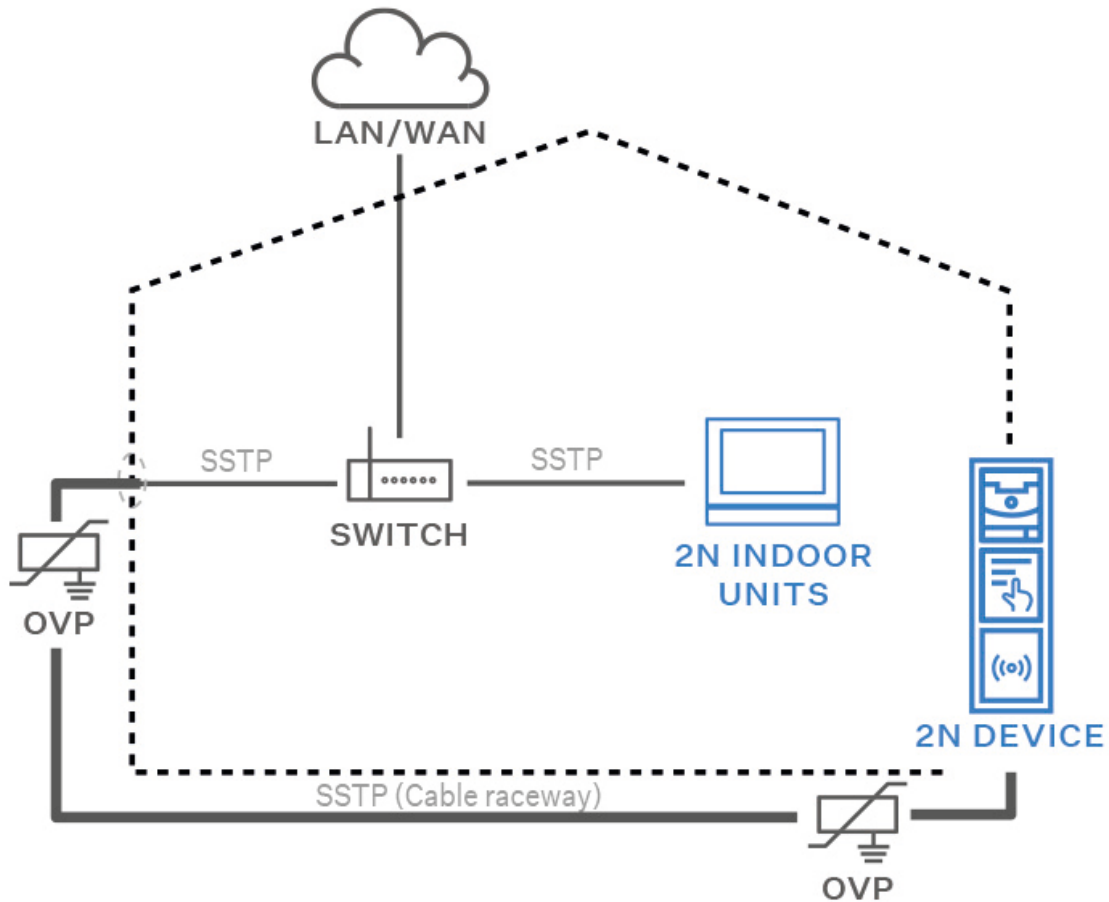 LAN/WAN
SSTP
SSTP
SWITCH
2N INDOOR
UNITS
OVP
2N DEVICE
SSTP (Cable raceway)
OVP